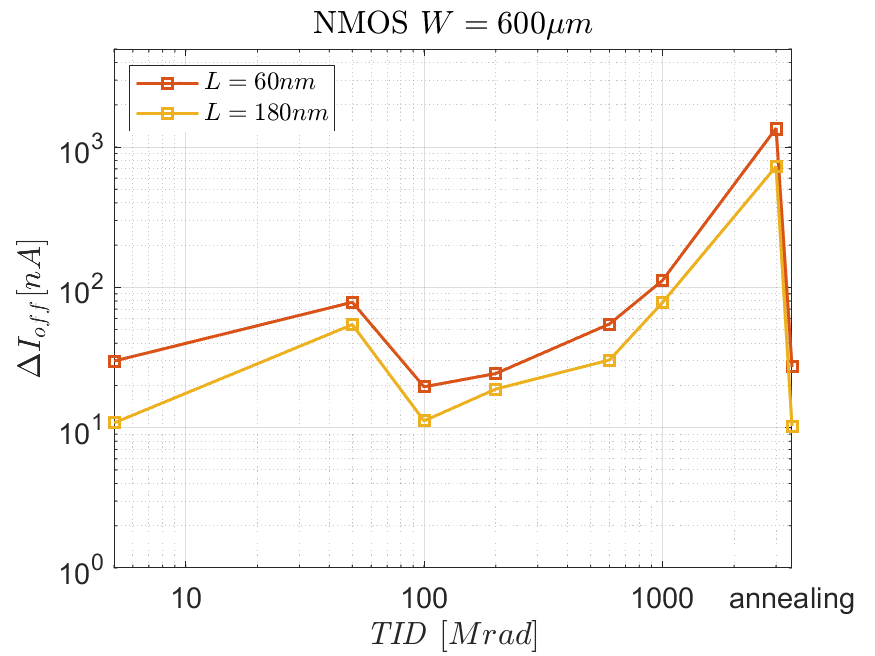 NMOS W = 600μm
L = 60nm
L = 180nm
10³
10²
10¹
10⁰
ΔI_off [nA]
10 100 1000 annealing
TID [Mrad]